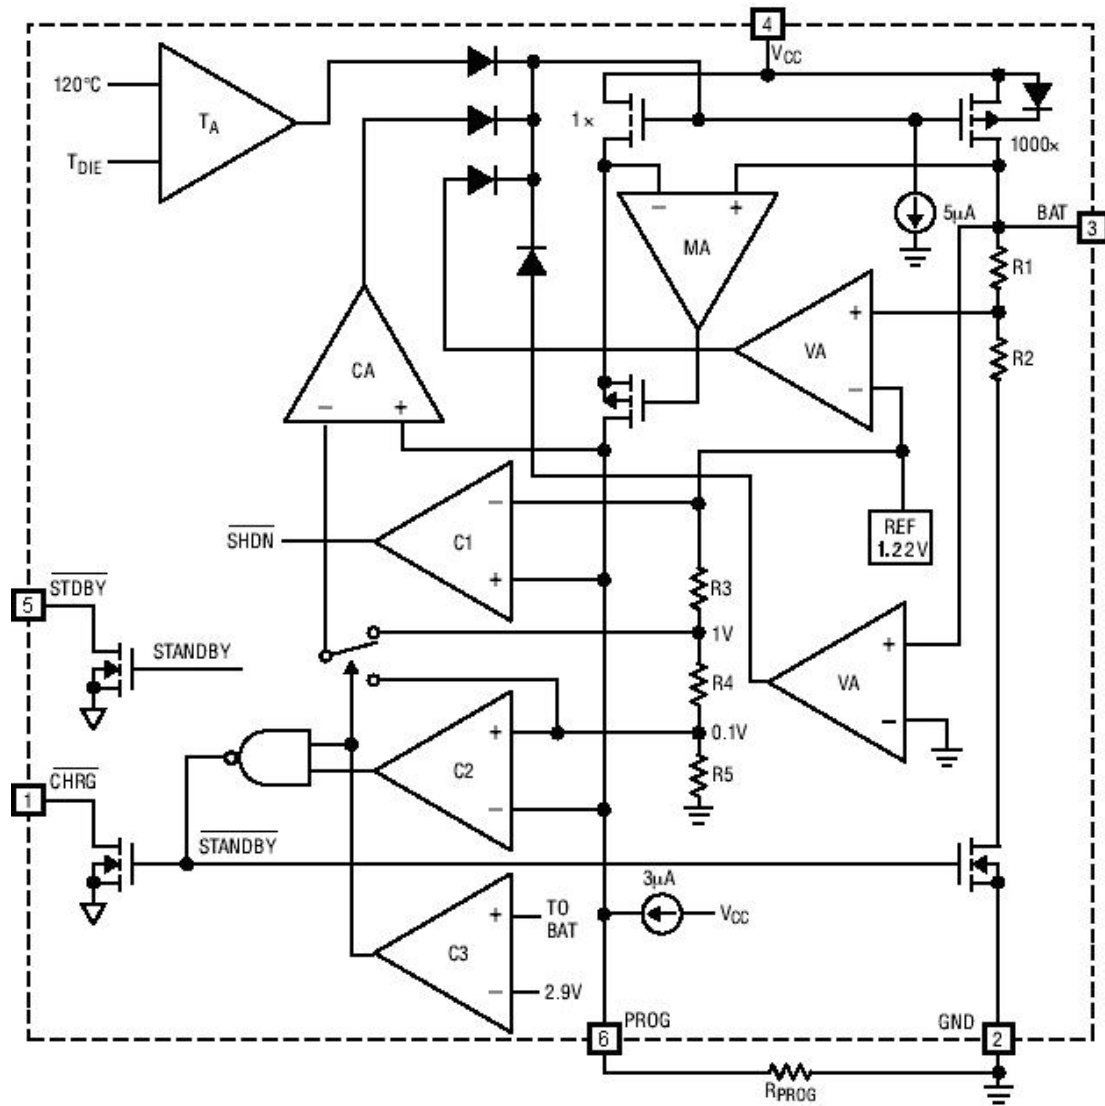 4
VCC
120°C
TA
TDIE
1×
1000×
5µA
BAT
3
– +
MA
R1
+
VA
–
R2
CA
– +
–
C1
+
SHDN
REF
1.22V
R3
STDBY
5
1V
STANDBY
R4
+
VA
–
+
C2
–
0.1V
R5
CHRG
1
STANDBY
3µA
VCC
+
C3
–
TO
BAT
2.9V
PROG
6
GND
2
RPROG